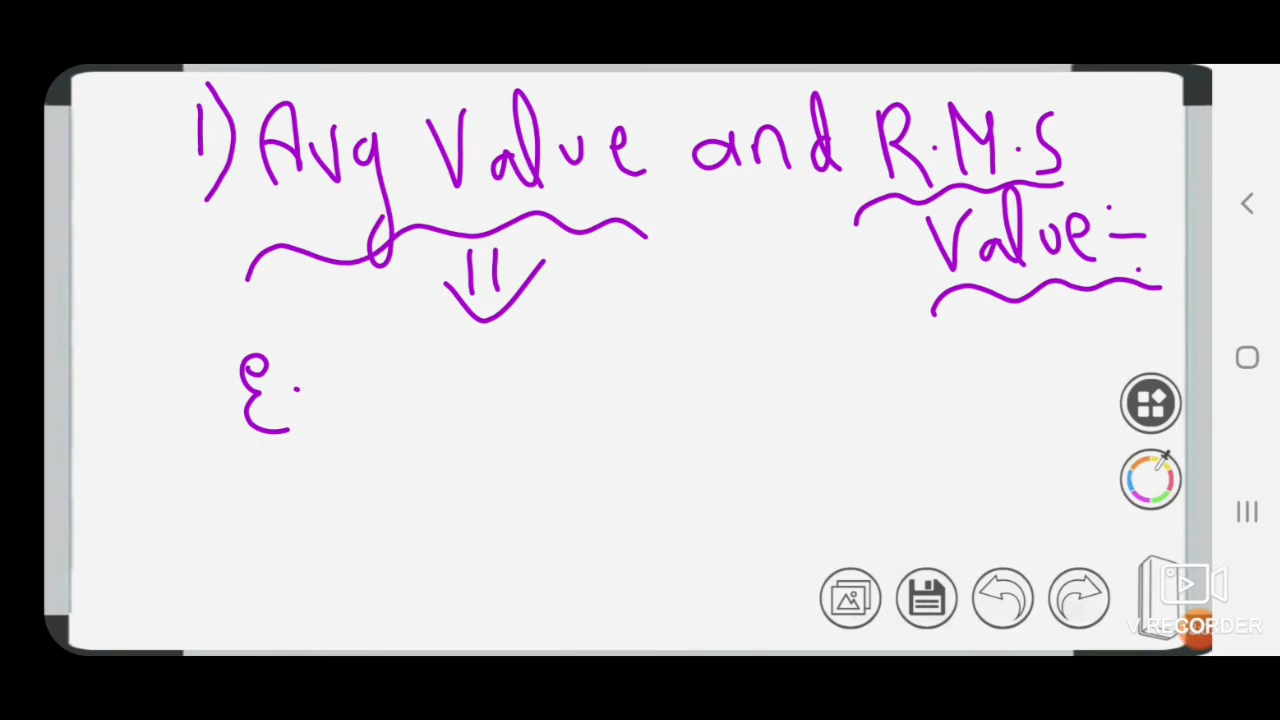 1) Avg Value and R.M.S
Value:-
E.
V RECORDER